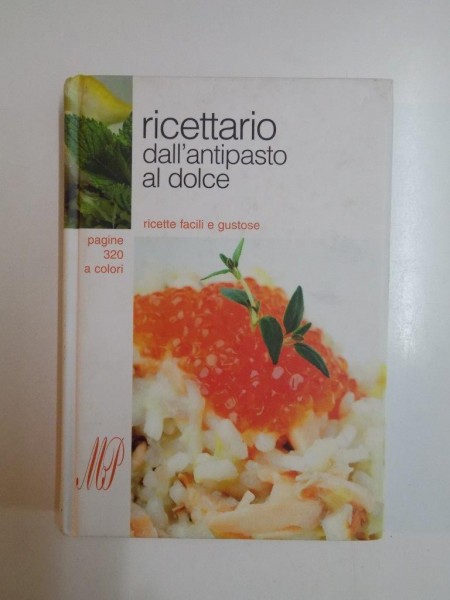 ricettario
dall'antipasto
al dolce
ricette facili e gustose
pagine
320
a colori
MP